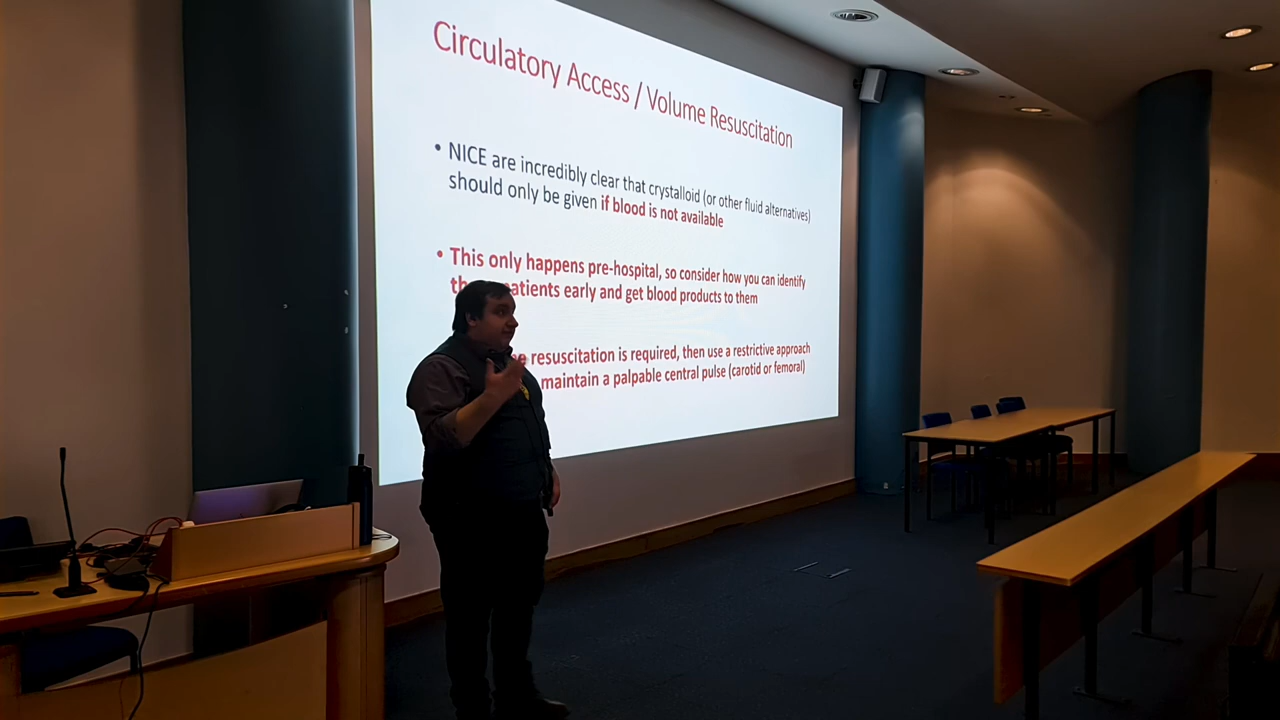 Circulatory Access / Volume Resuscitation
• NICE are incredibly clear that crystalloid (or other fluid alternatives)
should only be given if blood is not available
• This only happens pre-hospital, so consider how you can identify
patients early and get blood products to them
resuscitation is required, then use a restrictive approach
maintain a palpable central pulse (carotid or femoral)